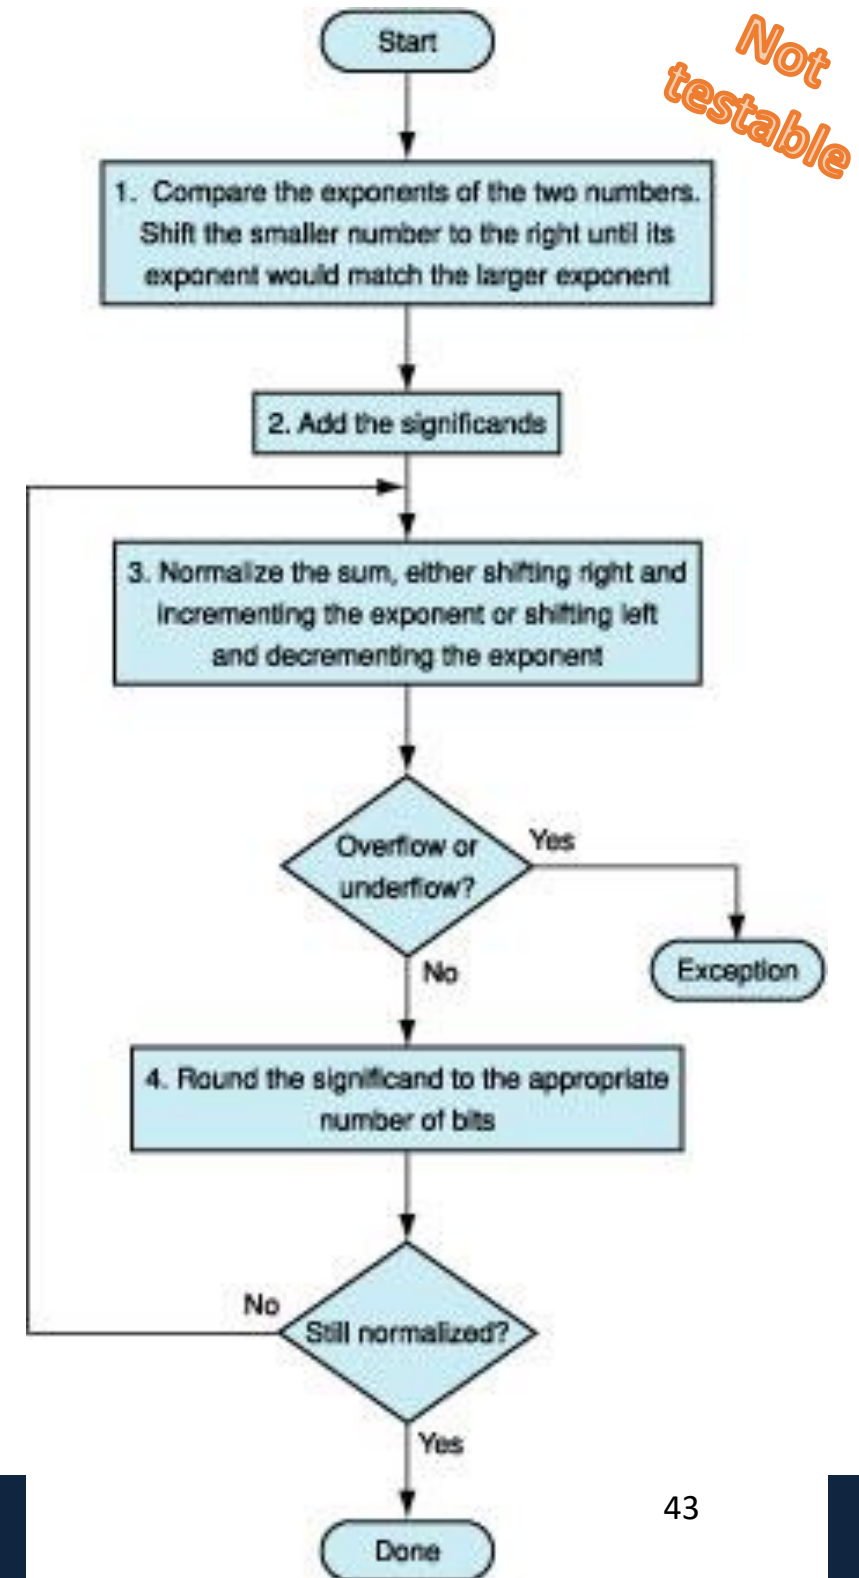 Start
Not
testable
1. Compare the exponents of the two numbers.
Shift the smaller number to the right until its
exponent would match the larger exponent
2. Add the significands
3. Normalize the sum, either shifting right and
incrementing the exponent or shifting left
and decrementing the exponent
Overflow or
underflow?
Yes
No
Exception
4. Round the significand to the appropriate
number of bits
No
Still normalized?
Yes
43
Done